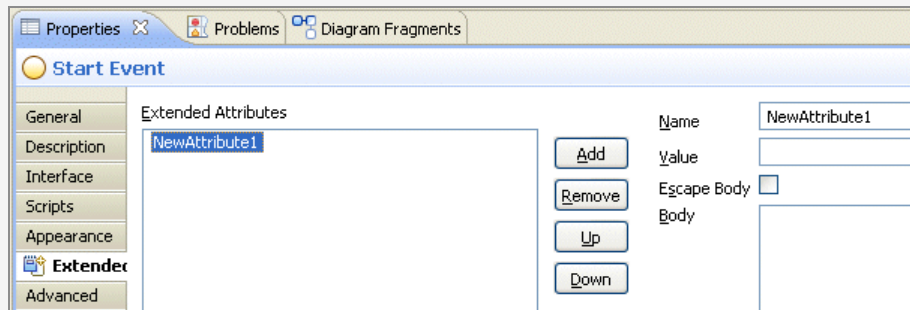 Properties Problems Diagram Fragments
Start Event
General
Description
Interface
Scripts
Appearance
Extended
Advanced
Extended Attributes
NewAttribute1
Add
Remove
Up
Down
Name NewAttribute1
Value
Escape Body
Body